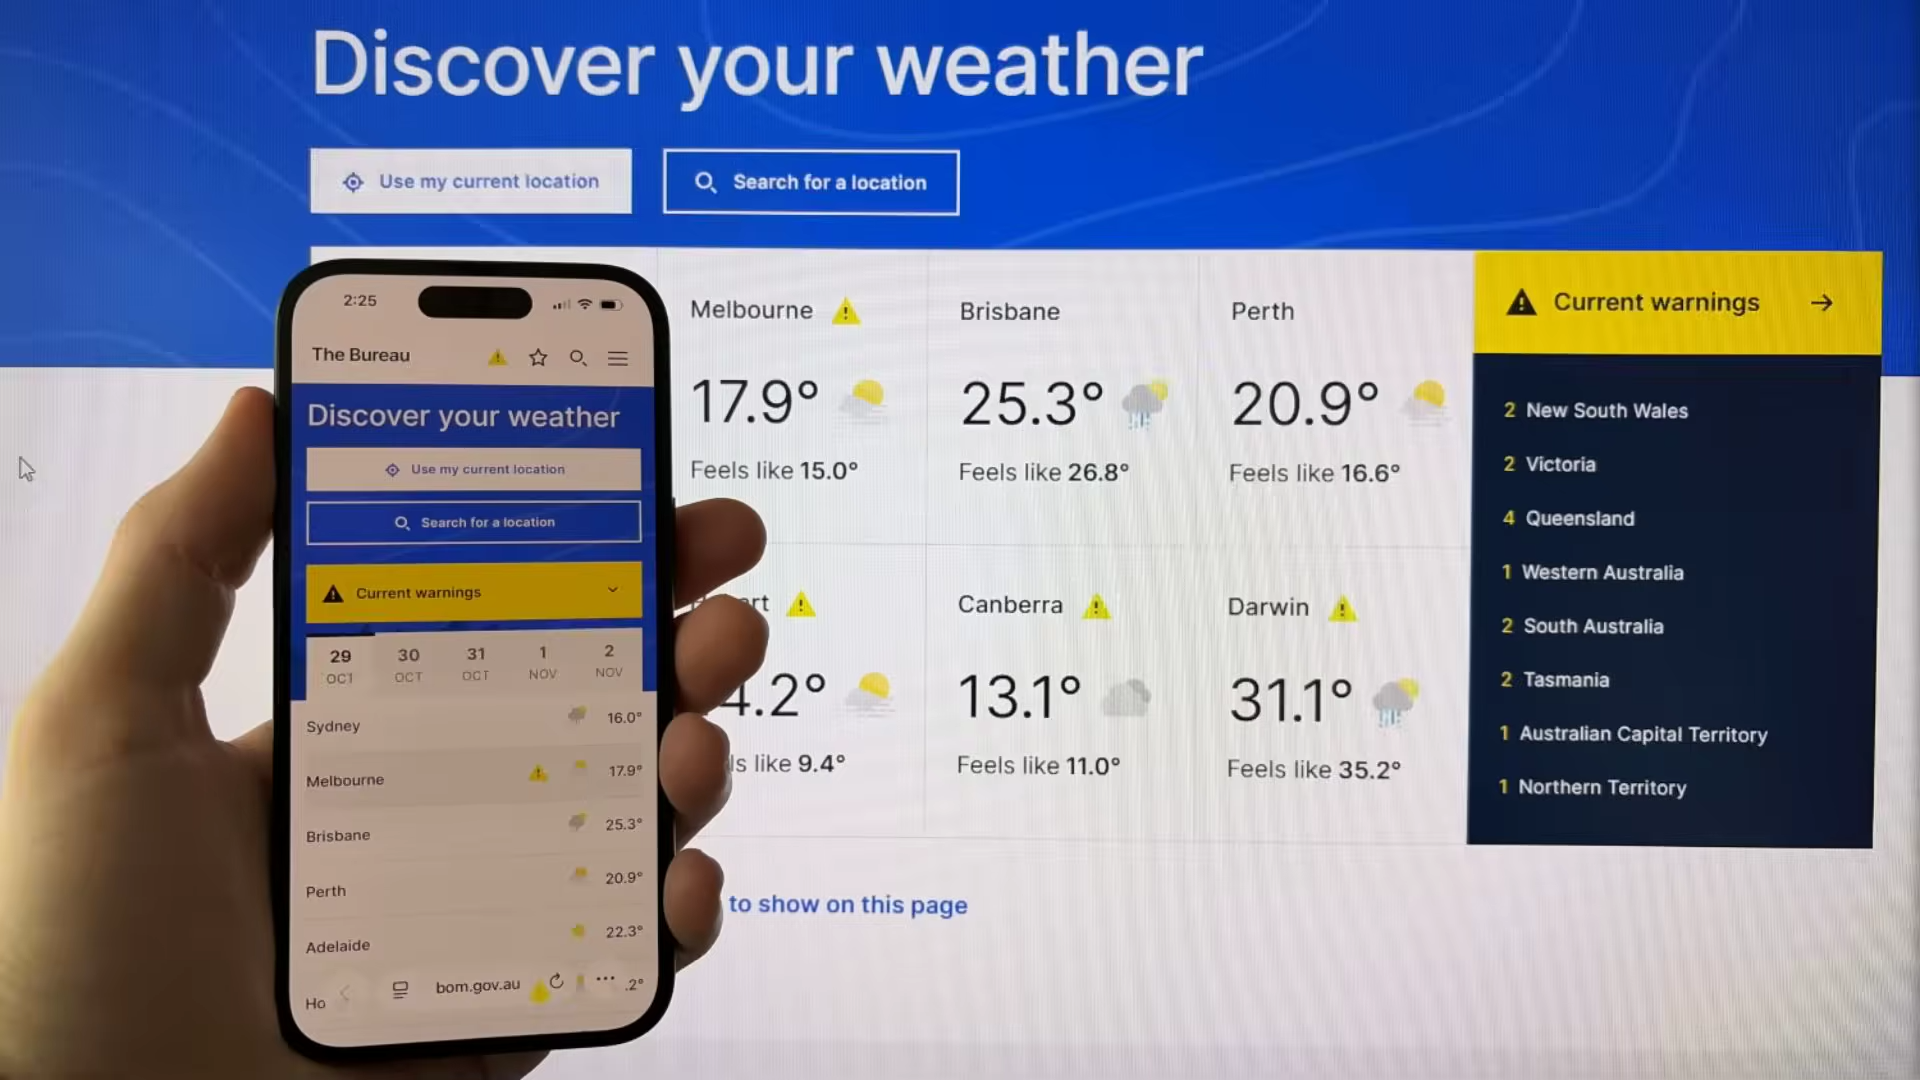 Discover your weather
Use my current location
Search for a location
Melbourne
17.9°
Feels like 15.0°
Brisbane
25.3°
Feels like 26.8°
Perth
20.9°
Feels like 16.6°
4.2°
9.4°
Canberra
13.1°
Feels like 11.0°
Darwin
31.1°
Feels like 35.2°
Current warnings
2 New South Wales
2 Victoria
4 Queensland
1 Western Australia
2 South Australia
2 Tasmania
1 Australian Capital Territory
1 Northern Territory
to show on this page
2:25
The Bureau
Discover your weather
Use my current location
Search for a location
Current warnings
29 30 31 1 2
OCT OCT OCT NOV NOV
Sydney 16.0°
Melbourne 17.9°
Brisbane 25.3°
Perth 20.9°
Adelaide 22.3°
Ho .2°
bom.gov.au